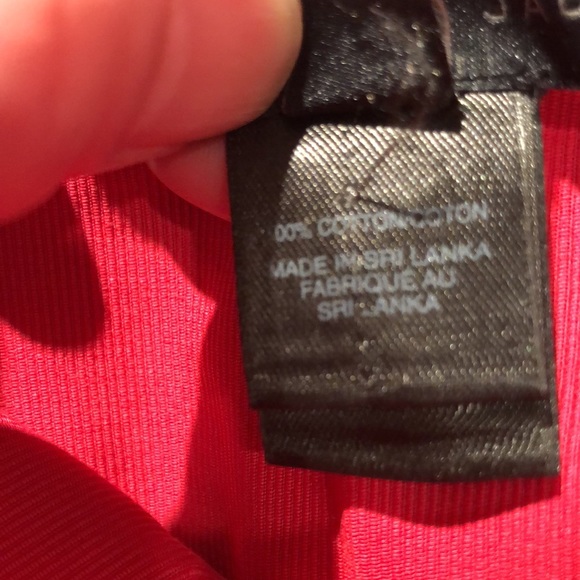 00% COTTON/COTON
MADE IN SRI LANKA
FABRIQUÉ AU
SRI LANKA